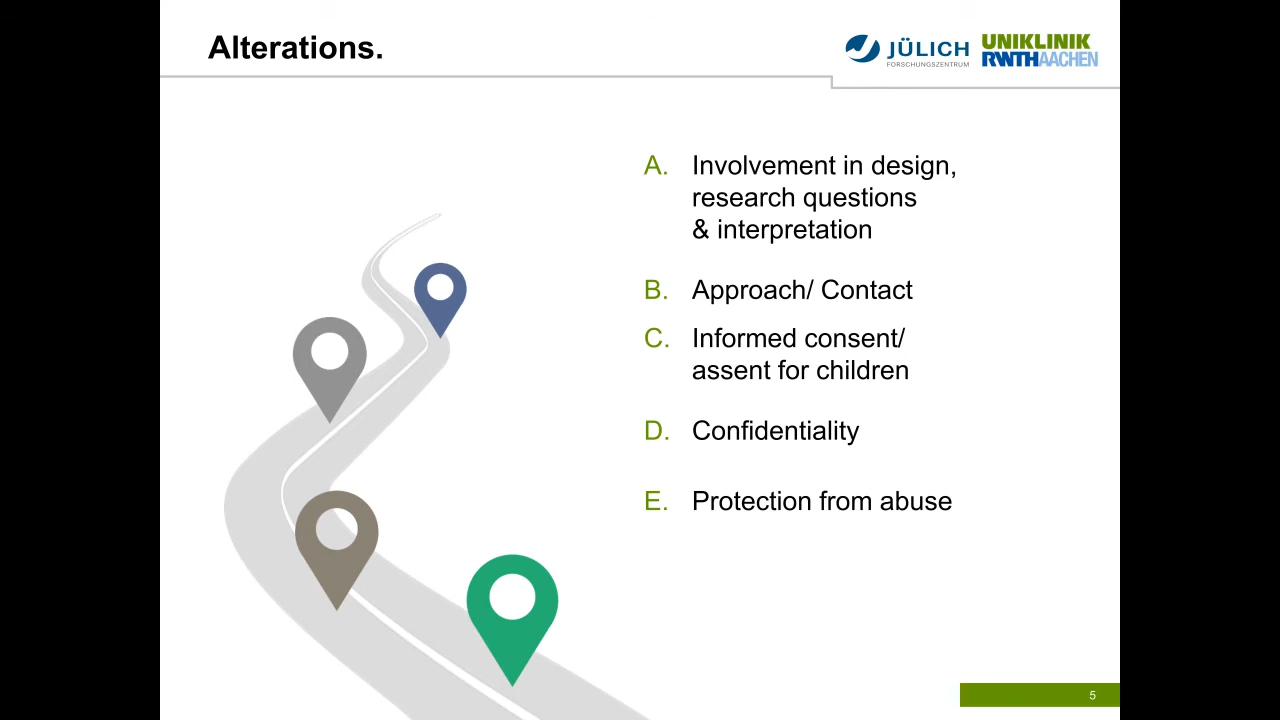 Alterations.
JÜLICH
FORSCHUNGSZENTRUM
UNIKLINIK
RWTHAACHEN
A. Involvement in design,
research questions
& interpretation
B. Approach/ Contact
C. Informed consent/
assent for children
D. Confidentiality
E. Protection from abuse
5